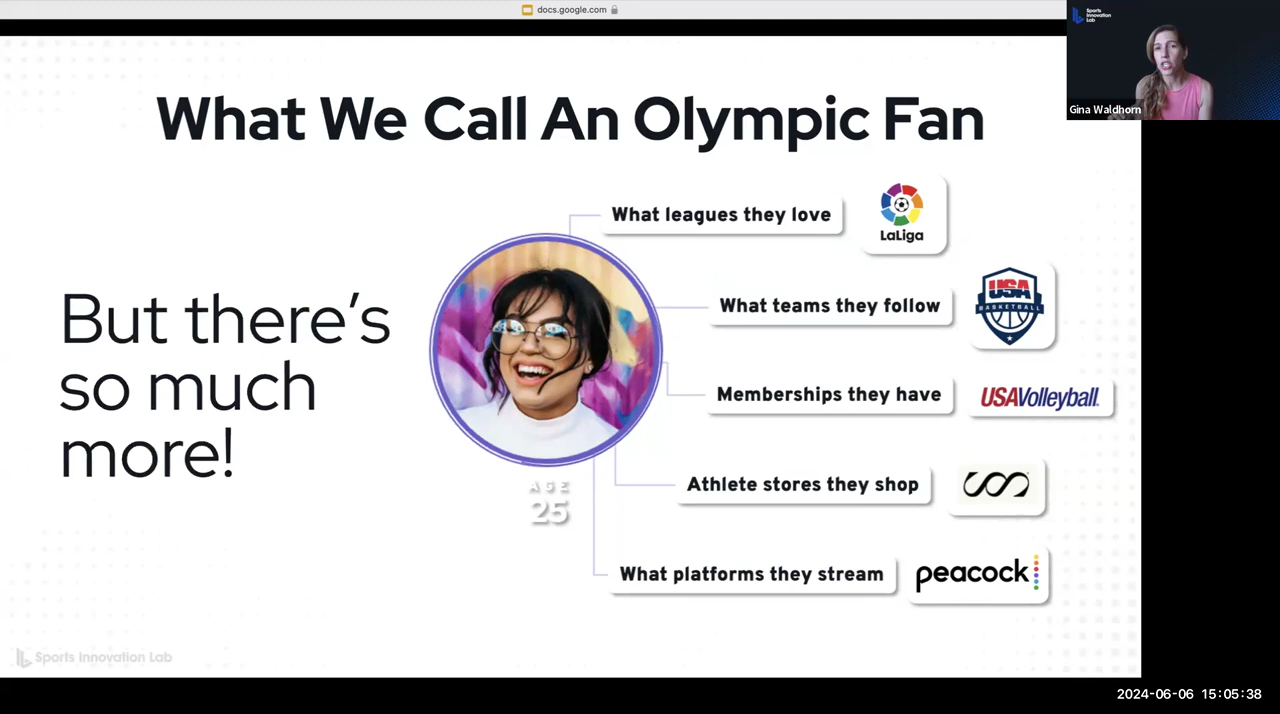 docs.google.com
Sports
Innovation
Lab
Gina Waldhorn
What We Call An Olympic Fan
But there's
so much
more!
What leagues they love
LaLiga
What teams they follow
USA
BASKETBALL
Memberships they have
USAVolleyball.
Athlete stores they shop
What platforms they stream
peacock
AGE
25
Sports Innovation Lab
2024-06-06 15:05:38